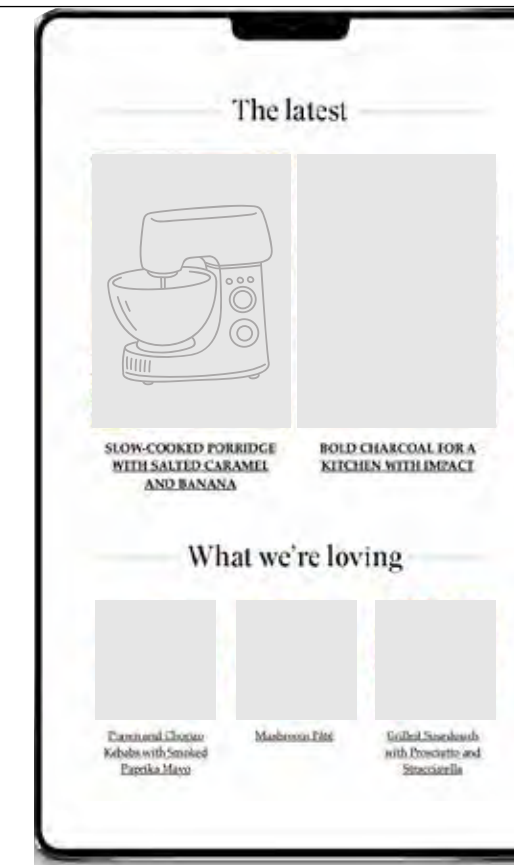 The latest
SLOW-COOKED PORRIDGE
WITH SALTED CARAMEL
AND BANANA
BOLD CHARCOAL FOR A
KITCHEN WITH IMPACT
What we're loving
Prawn and Chorizo
Kebabs with Smoked
Paprika Mayo
Mushroom Pâté
Grilled Sourdough
with Prosciutto and
Stracciatella